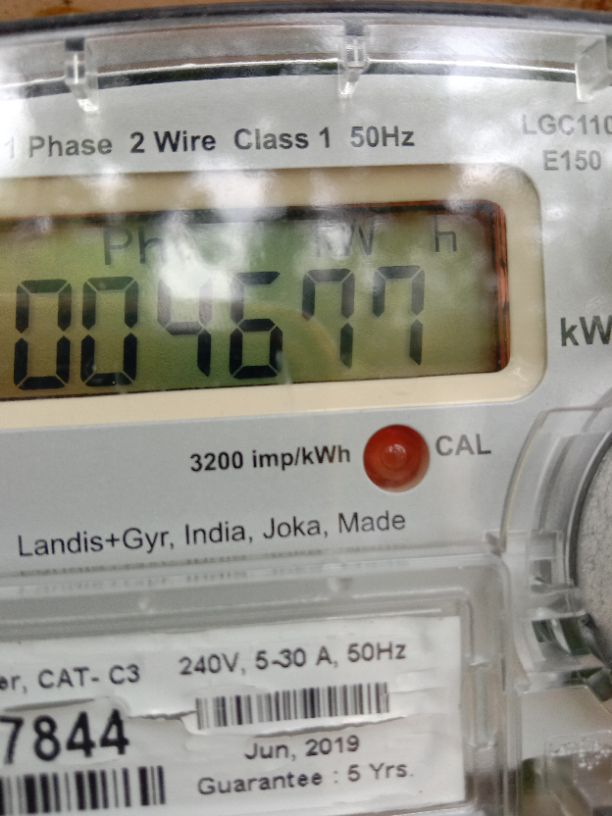 1 Phase 2 Wire Class 1 50Hz
LGC110
E150
Ph kW h
004677
kW
3200 imp/kWh CAL
Landis+Gyr, India, Joka, Made
er, CAT- C3 240V, 5-30 A, 50Hz
7844
Jun, 2019
Guarantee : 5 Yrs.